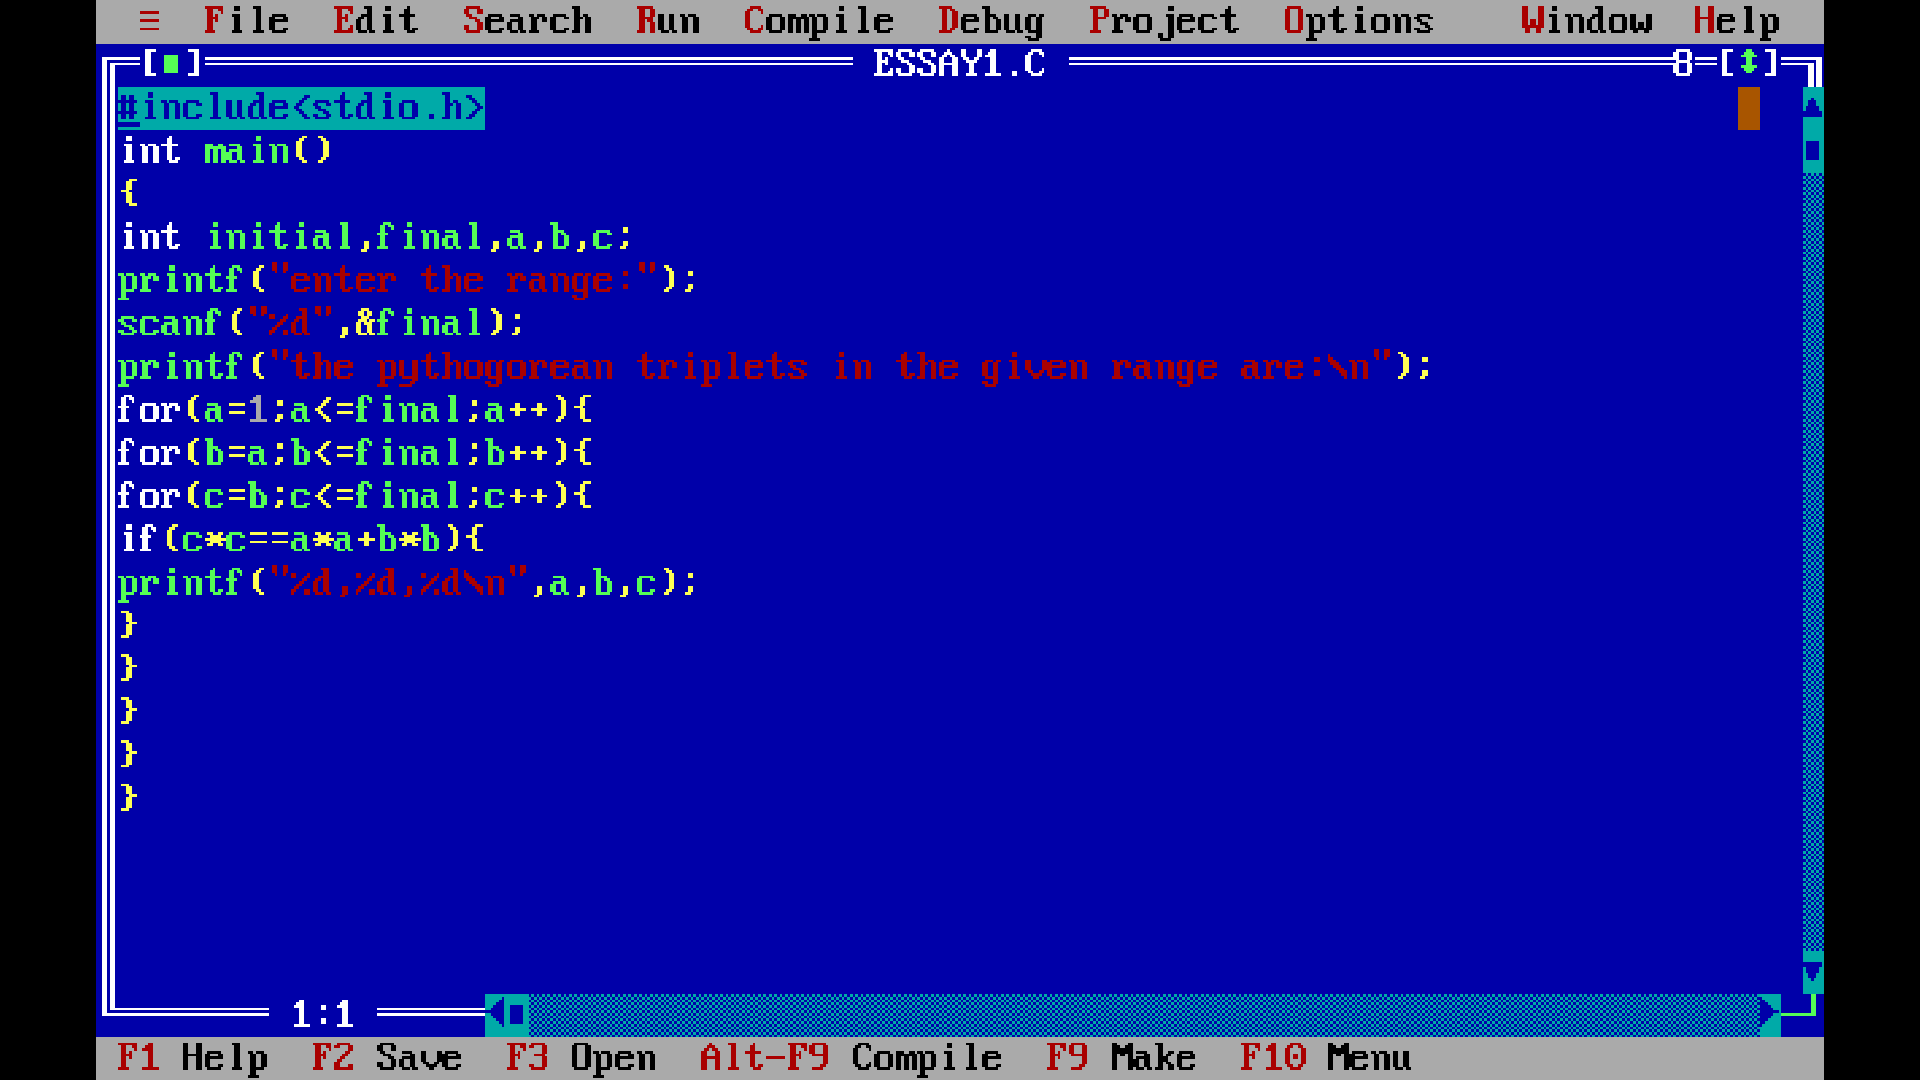 ≡ File Edit Search Run Compile Debug Project Options Window Help
[■] ESSAY1.C 8=[↕]
#include<stdio.h>
int main()
{
int initial,final,a,b,c;
printf("enter the range:");
scanf("%d",&final);
printf("the pythogorean triplets in the given range are:\n");
for(a=1;a<=final;a++){
for(b=a;b<=final;b++){
for(c=b;c<=final;c++){
if(c*c==a*a+b*b){
printf("%d,%d,%d\n",a,b,c);
}
}
}
}
}
1:1
F1 Help F2 Save F3 Open Alt-F9 Compile F9 Make F10 Menu